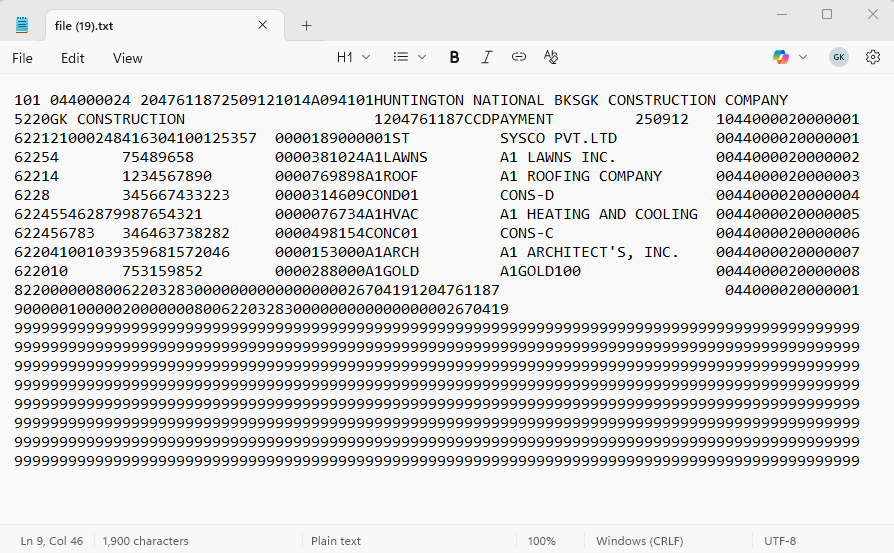 file (19).txt
File Edit View H1 B I GK
101 044000024 2047611872509121014A094101HUNTINGTON NATIONAL BKSGK CONSTRUCTION COMPANY
5220GK CONSTRUCTION                     1204761187CCDPAYMENT         250912   1044000020000001
622121000248416304100125357  0000189000001ST          SYSCO PVT.LTD           0044000020000001
62254       75489658         0000381024A1LAWNS        A1 LAWNS INC.           0044000020000002
62214       1234567890       0000769898A1ROOF         A1 ROOFING COMPANY      0044000020000003
6228        345667433223     0000314609COND01         CONS-D                  0044000020000004
622455462879987654321        0000076734A1HVAC         A1 HEATING AND COOLING  0044000020000005
622456783   346463738282     0000498154CONC01         CONS-C                  0044000020000006
622041001039359681572046     0000153000A1ARCH         A1 ARCHITECT'S, INC.    0044000020000007
622010      753159852        0000288000A1GOLD         A1GOLD100               0044000020000008
822000000800622032830000000000000000026704191204761187                         044000020000001
9000001000002000000080062203283000000000000000002670419
9999999999999999999999999999999999999999999999999999999999999999999999999999999999999999999999
9999999999999999999999999999999999999999999999999999999999999999999999999999999999999999999999
9999999999999999999999999999999999999999999999999999999999999999999999999999999999999999999999
9999999999999999999999999999999999999999999999999999999999999999999999999999999999999999999999
9999999999999999999999999999999999999999999999999999999999999999999999999999999999999999999999
9999999999999999999999999999999999999999999999999999999999999999999999999999999999999999999999
9999999999999999999999999999999999999999999999999999999999999999999999999999999999999999999999
9999999999999999999999999999999999999999999999999999999999999999999999999999999999999999999999
Ln 9, Col 46 1,900 characters Plain text 100% Windows (CRLF) UTF-8